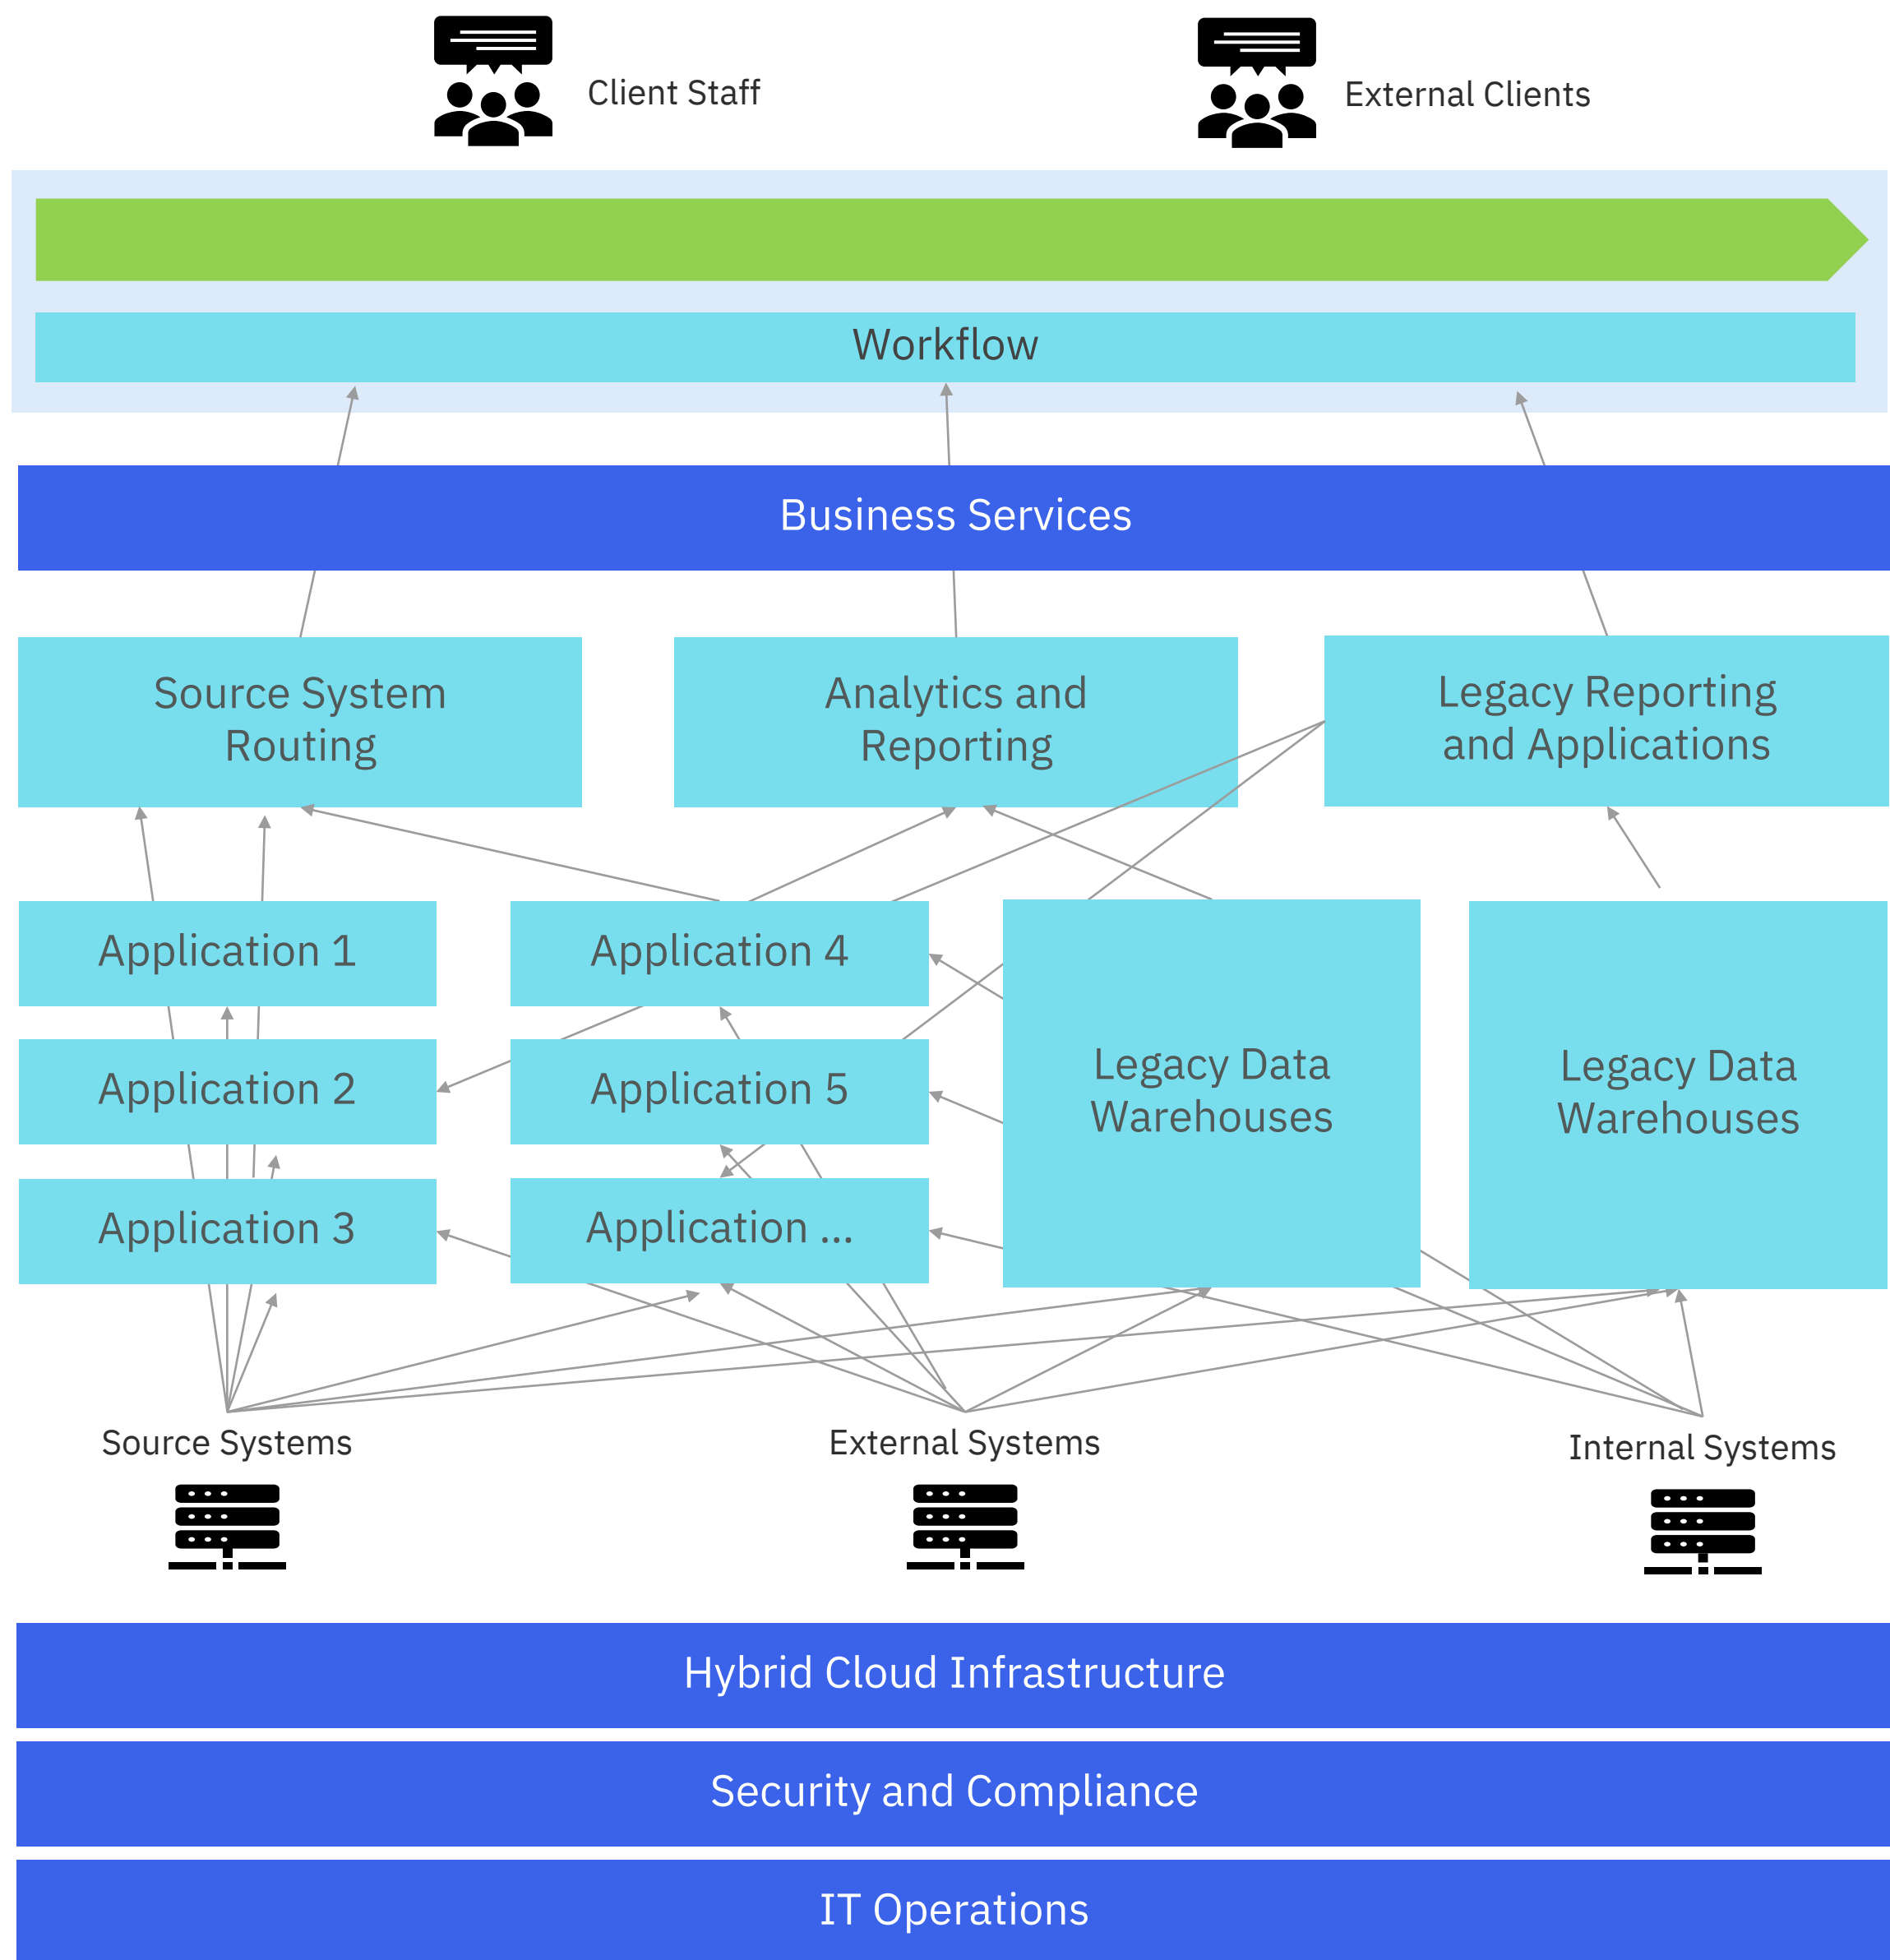 Client Staff
External Clients
Workflow
Business Services
Source System
Routing
Analytics and
Reporting
Legacy Reporting
and Applications
Application 1
Application 4
Legacy Data
Warehouses
Legacy Data
Warehouses
Application 2
Application 5
Application 3
Application ...
Source Systems
External Systems
Internal Systems
Hybrid Cloud Infrastructure
Security and Compliance
IT Operations